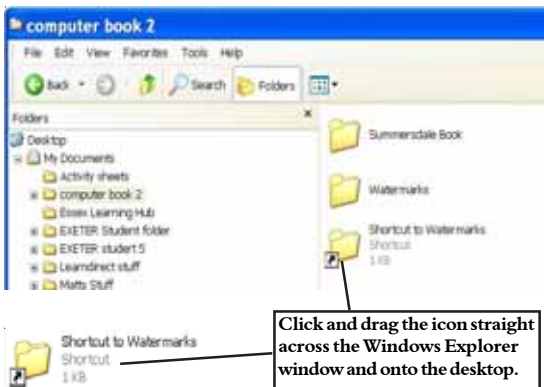 computer book 2
File Edit View Favorites Tools Help
Back Search Folders
Folders
Desktop
My Documents
Activity sheets
computer book 2
Essex Learning Hub
EXETER Student folder
EXETER student 5
Learndirect stuff
Matts Stuff
Summersdale Book
Watermarks
Shortcut to Watermarks
Shortcut
1 KB
Shortcut to Watermarks
Shortcut
1 KB
Click and drag the icon straight
across the Windows Explorer
window and onto the desktop.